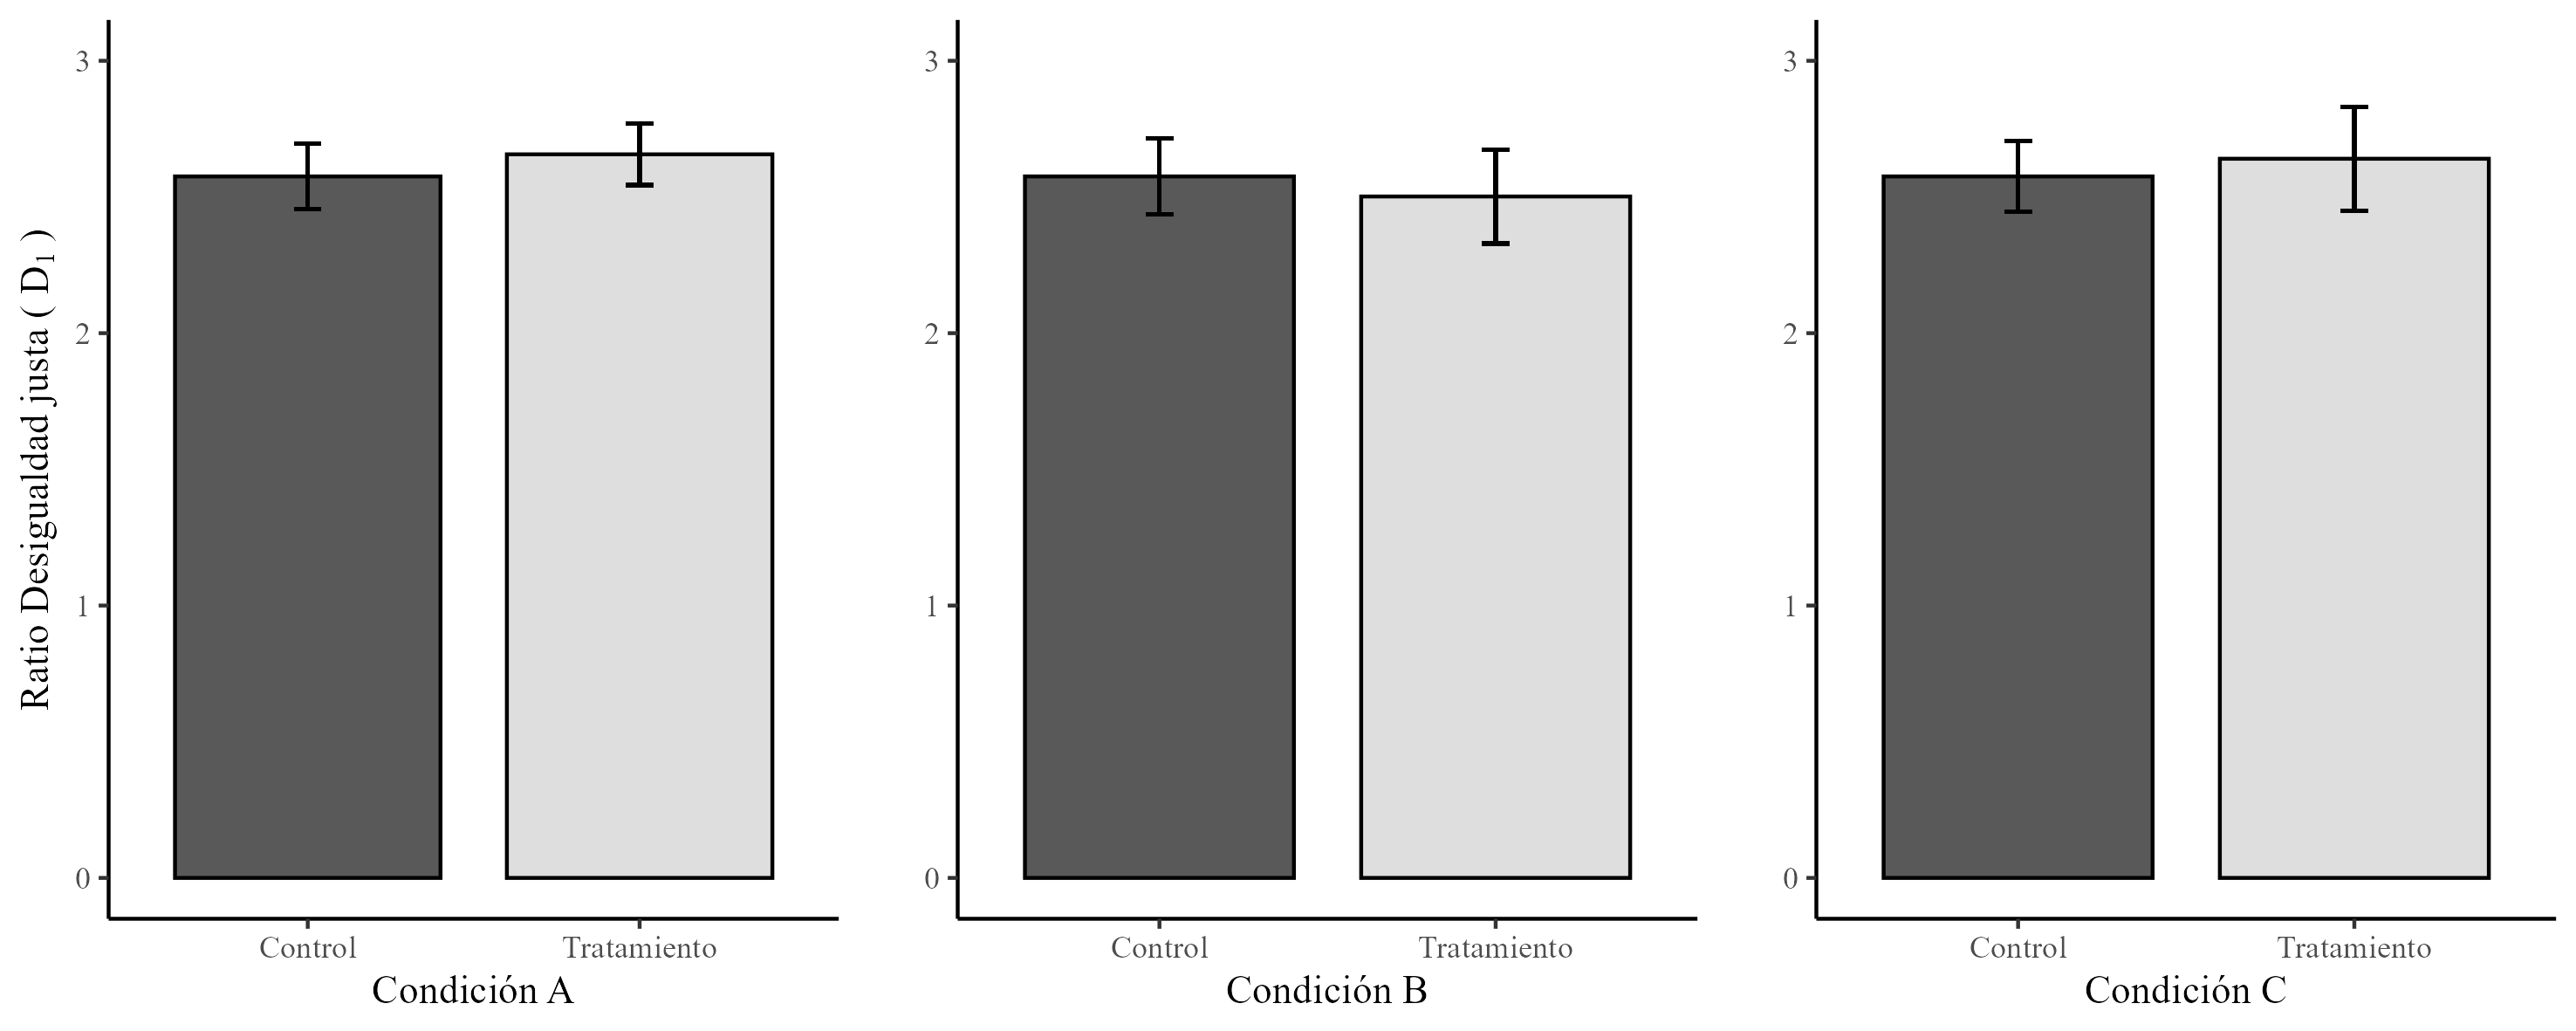 Ratio Desigualdad justa ( D₁ )
3
2
1
0
Control Tratamiento
Condición A
3
2
1
0
Control Tratamiento
Condición B
3
2
1
0
Control Tratamiento
Condición C